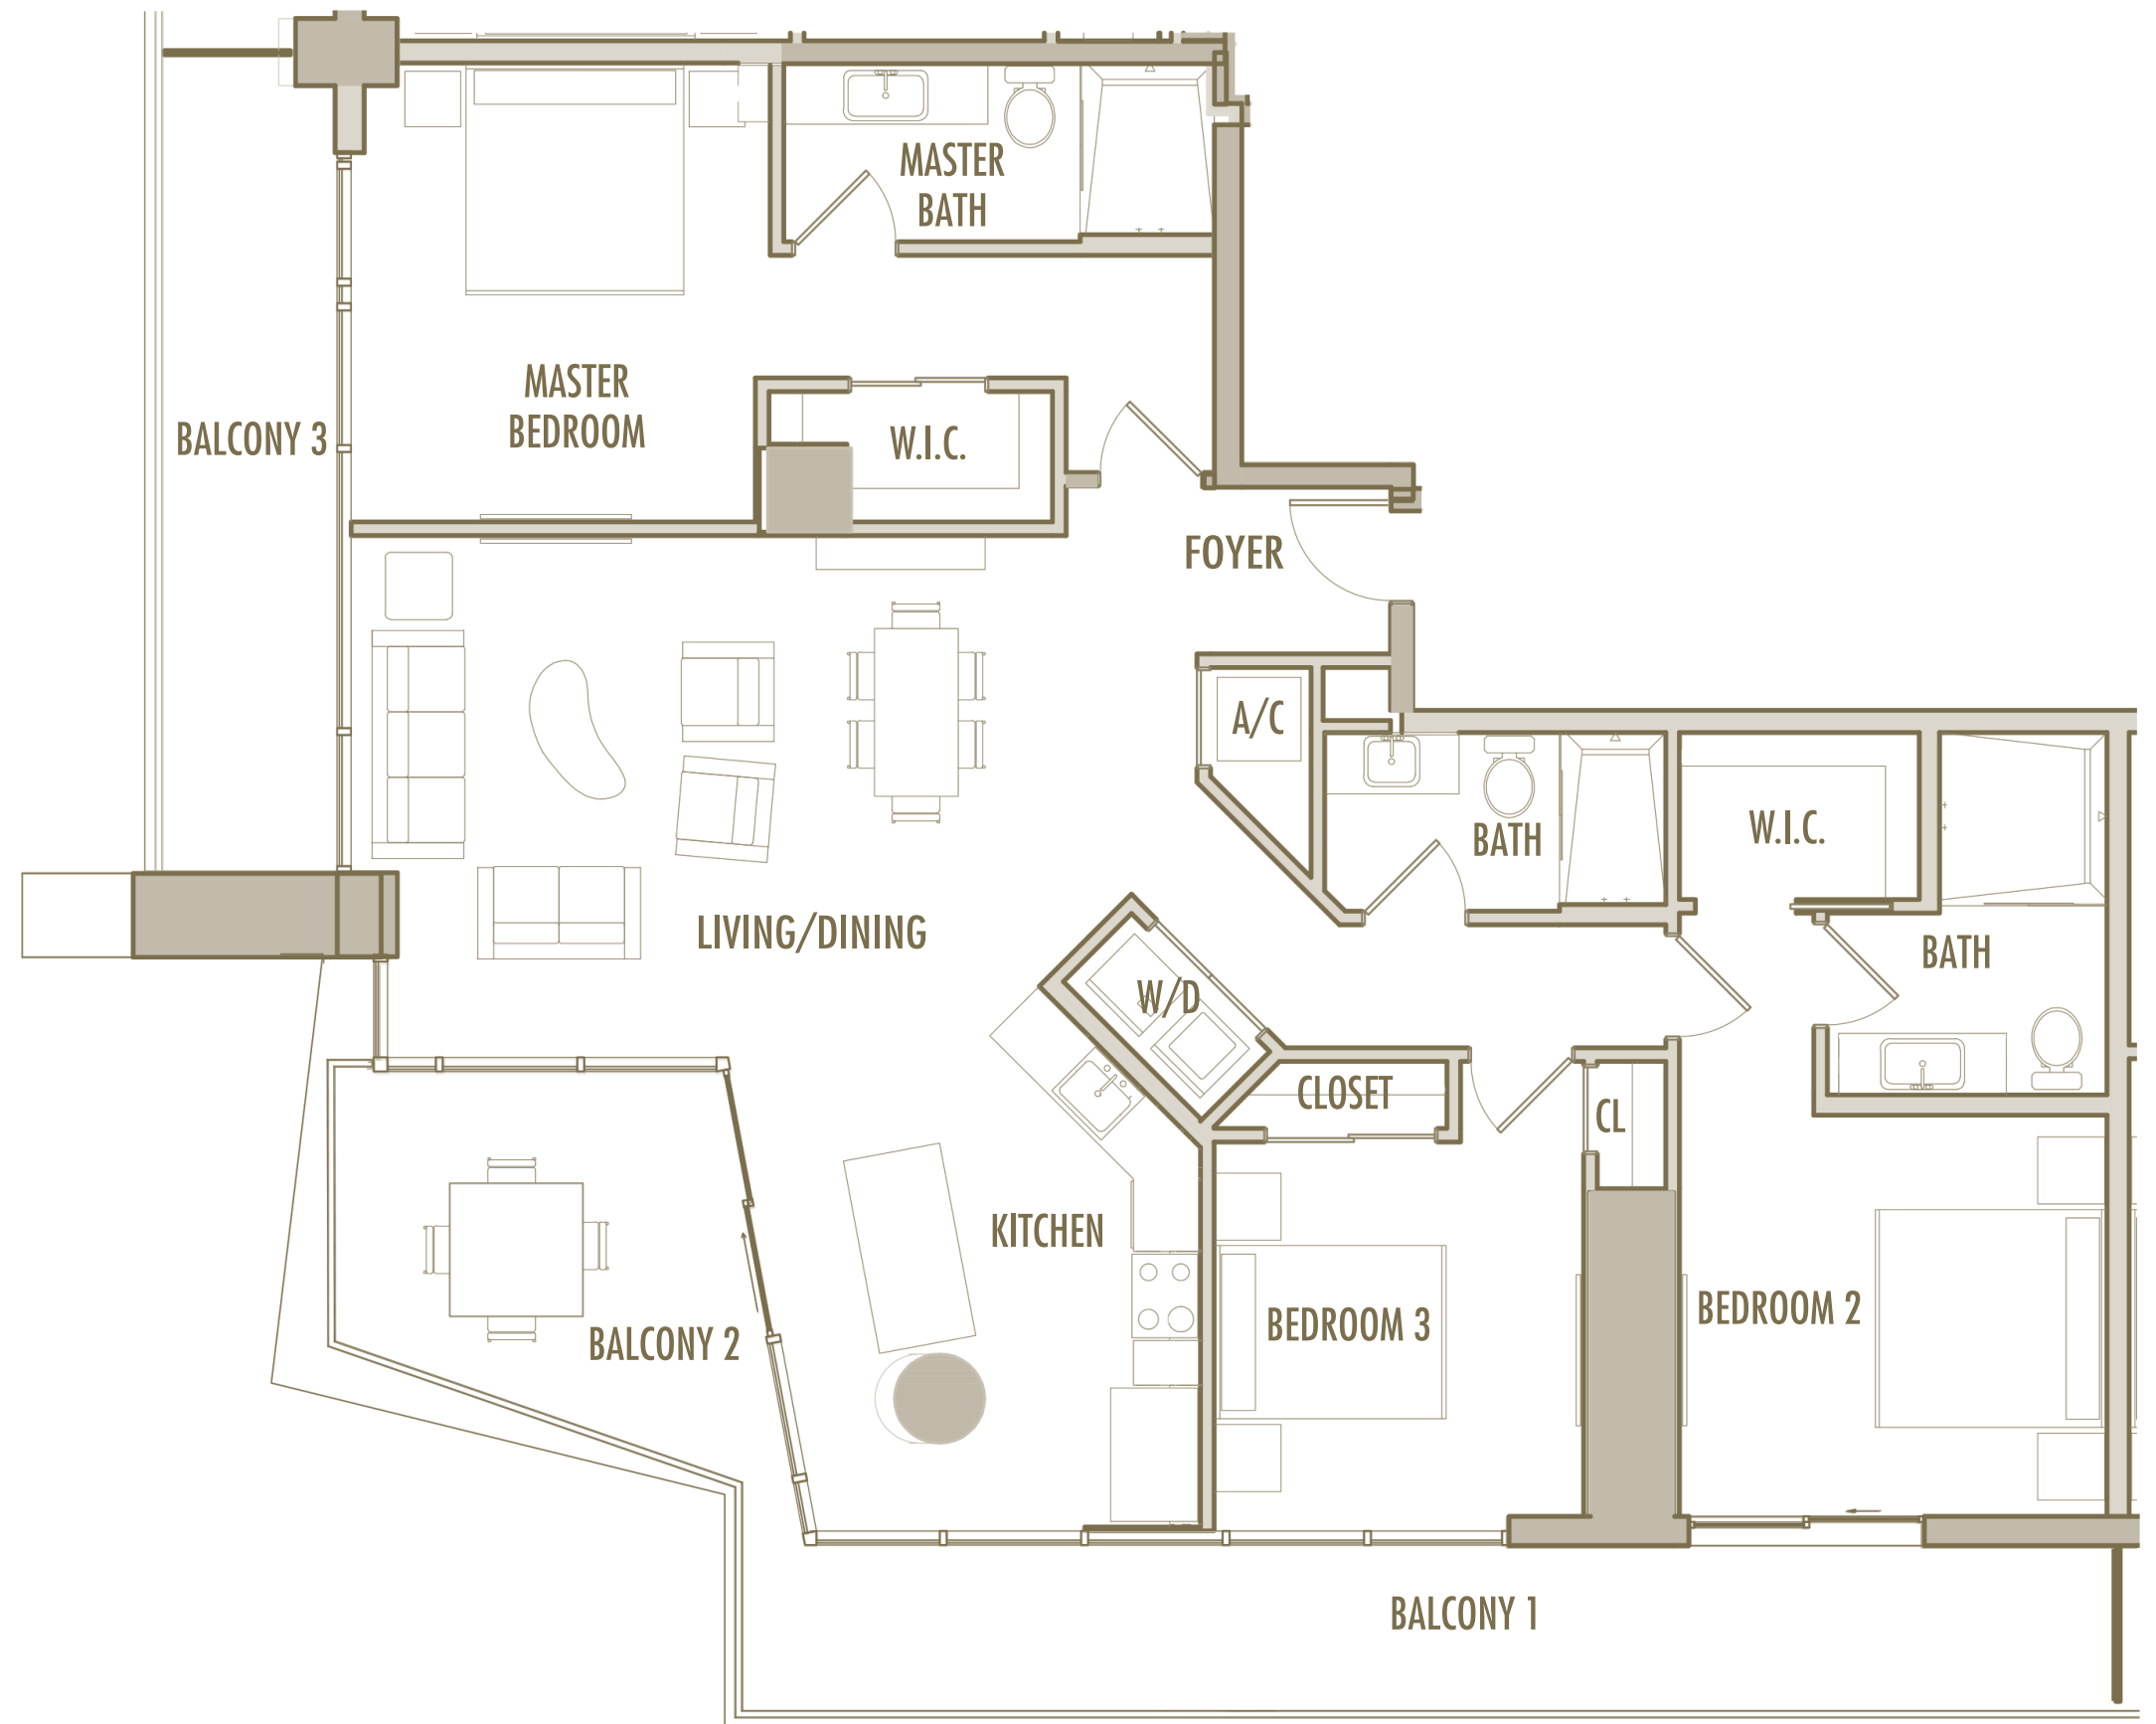 MASTER
BATH
MASTER
BEDROOM
BALCONY 3
W.I.C.
FOYER
A/C
BATH
W.I.C.
LIVING/DINING
BATH
W/D
CLOSET
CL
KITCHEN
BEDROOM 3
BEDROOM 2
BALCONY 2
BALCONY 1